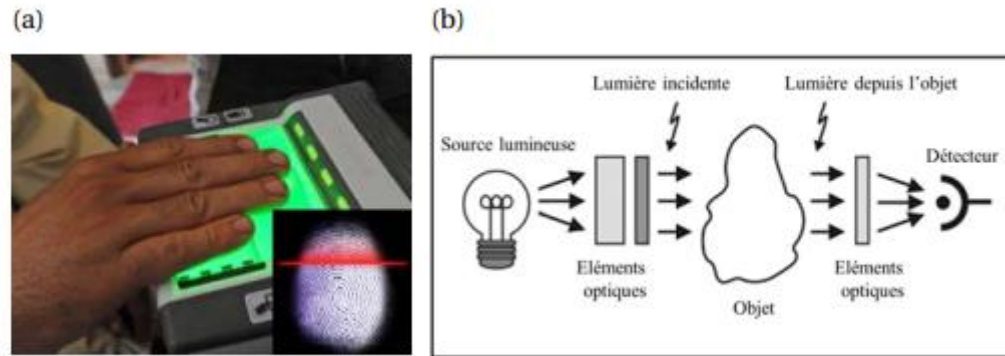 (a)
(b)
Lumière incidente
Lumière depuis l'objet
Source lumineuse
Détecteur
Eléments
optiques
Objet
Eléments
optiques